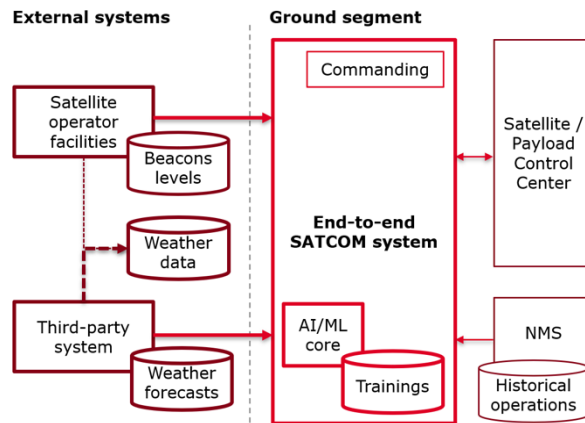 External systems
Ground segment
Commanding
Satellite
operator
facilities
Beacons
levels
Satellite /
Payload
Control
Center
Weather
data
End-to-end
SATCOM system
Third-party
system
Weather
forecasts
AI/ML
core
Trainings
NMS
Historical
operations